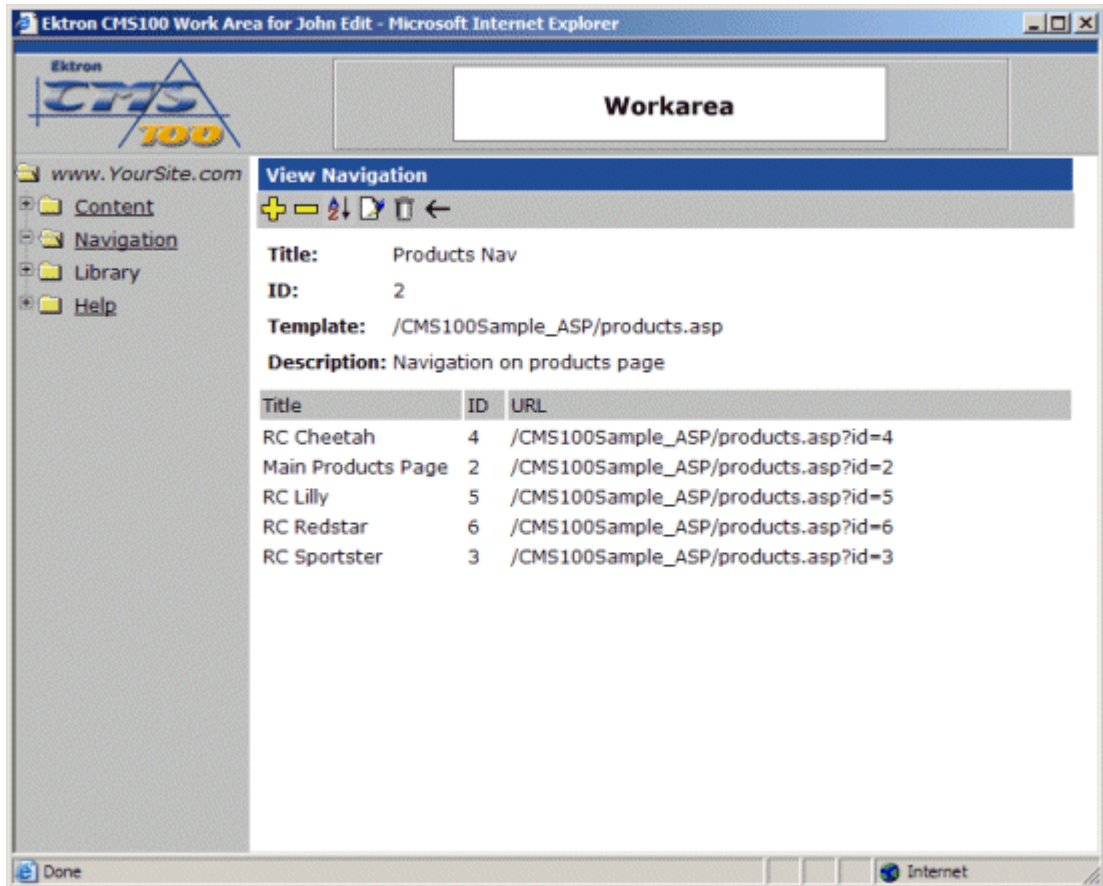 Ektron CMS100 Work Area for John Edit - Microsoft Internet Explorer
Ektron
CMS
100
Workarea
www.YourSite.com
Content
Navigation
Library
Help
View Navigation
Title: Products Nav
ID: 2
Template: /CMS100Sample_ASP/products.asp
Description: Navigation on products page
Title ID URL
RC Cheetah 4 /CMS100Sample_ASP/products.asp?id=4
Main Products Page 2 /CMS100Sample_ASP/products.asp?id=2
RC Lilly 5 /CMS100Sample_ASP/products.asp?id=5
RC Redstar 6 /CMS100Sample_ASP/products.asp?id=6
RC Sportster 3 /CMS100Sample_ASP/products.asp?id=3
Done Internet